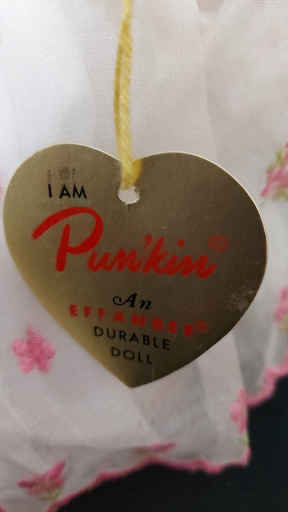 I AM
Pun'kin®
An
EFFANBEE®
DURABLE
DOLL